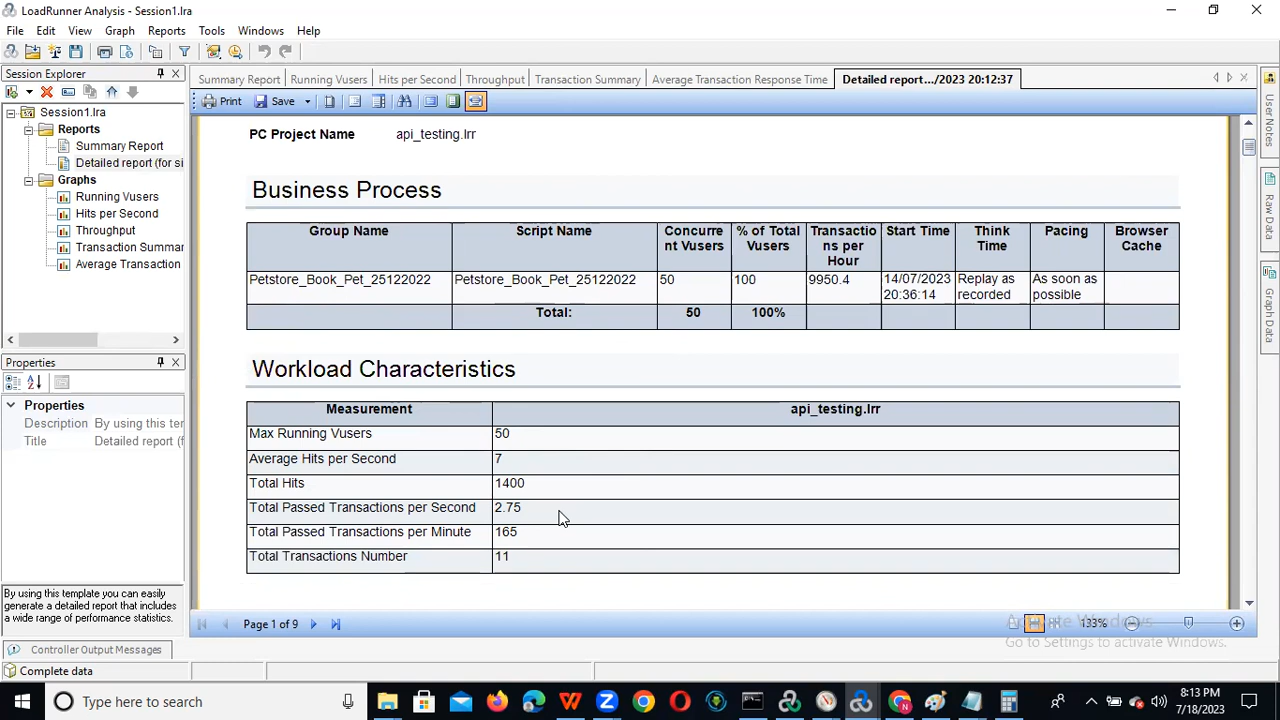 LoadRunner Analysis - Session1.lra
File Edit View Graph Reports Tools Windows Help
Session Explorer
Session1.lra
Reports
Summary Report
Detailed report (for si
Graphs
Running Vusers
Hits per Second
Throughput
Transaction Summar
Average Transaction
Properties
Properties
Description By using this ter
Title Detailed report (f
By using this template you can easily
generate a detailed report that includes
a wide range of performance statistics.
Summary Report Running Vusers Hits per Second Throughput Transaction Summary Average Transaction Response Time Detailed report.../2023 20:12:37
Print Save
PC Project Name api_testing.lrr
Business Process
Group Name Script Name Concurre % of Total Transactio Start Time Think Pacing Browser
nt Vusers Vusers ns per Time Cache
Hour
Petstore_Book_Pet_25122022 Petstore_Book_Pet_25122022 50 100 9950.4 14/07/2023 Replay as As soon as
20:36:14 recorded possible
Total: 50 100%
Workload Characteristics
Measurement api_testing.lrr
Max Running Vusers 50
Average Hits per Second 7
Total Hits 1400
Total Passed Transactions per Second 2.75
Total Passed Transactions per Minute 165
Total Transactions Number 11
Page 1 of 9 133%
Activate Windows
Go to Settings to activate Windows.
User Notes
Raw Data
Graph Data
Controller Output Messages
Complete data
Type here to search
8:13 PM
7/18/2023